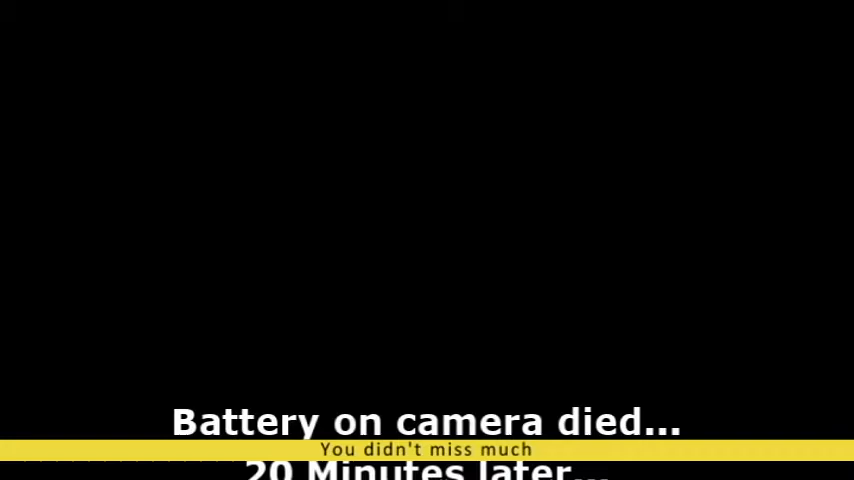 Battery on camera died...
You didn't miss much
20 Minutes later...